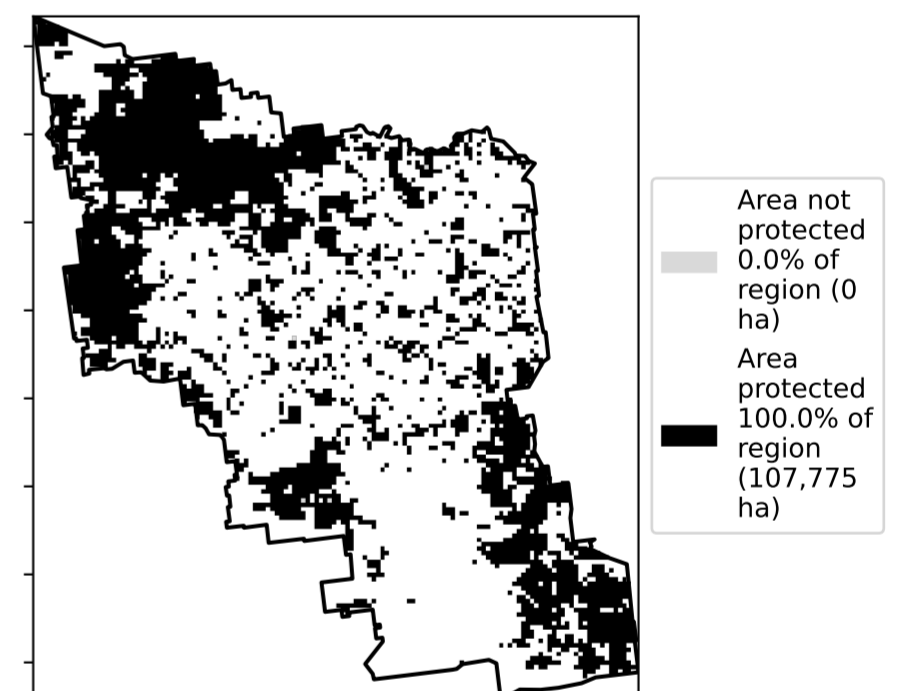 Area not
protected
0.0% of
region (0
ha)
Area
protected
100.0% of
region
(107,775
ha)